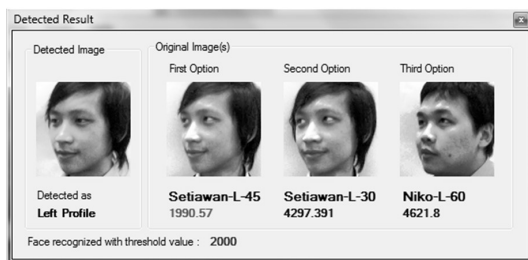 Detected Result
x
Detected Image
Original Image(s)
First Option
Second Option
Third Option
Detected as
Left Profile
Setiawan-L-45
1990.57
Setiawan-L-30
4297.391
Niko-L-60
4621.8
Face recognized with threshold value : 2000